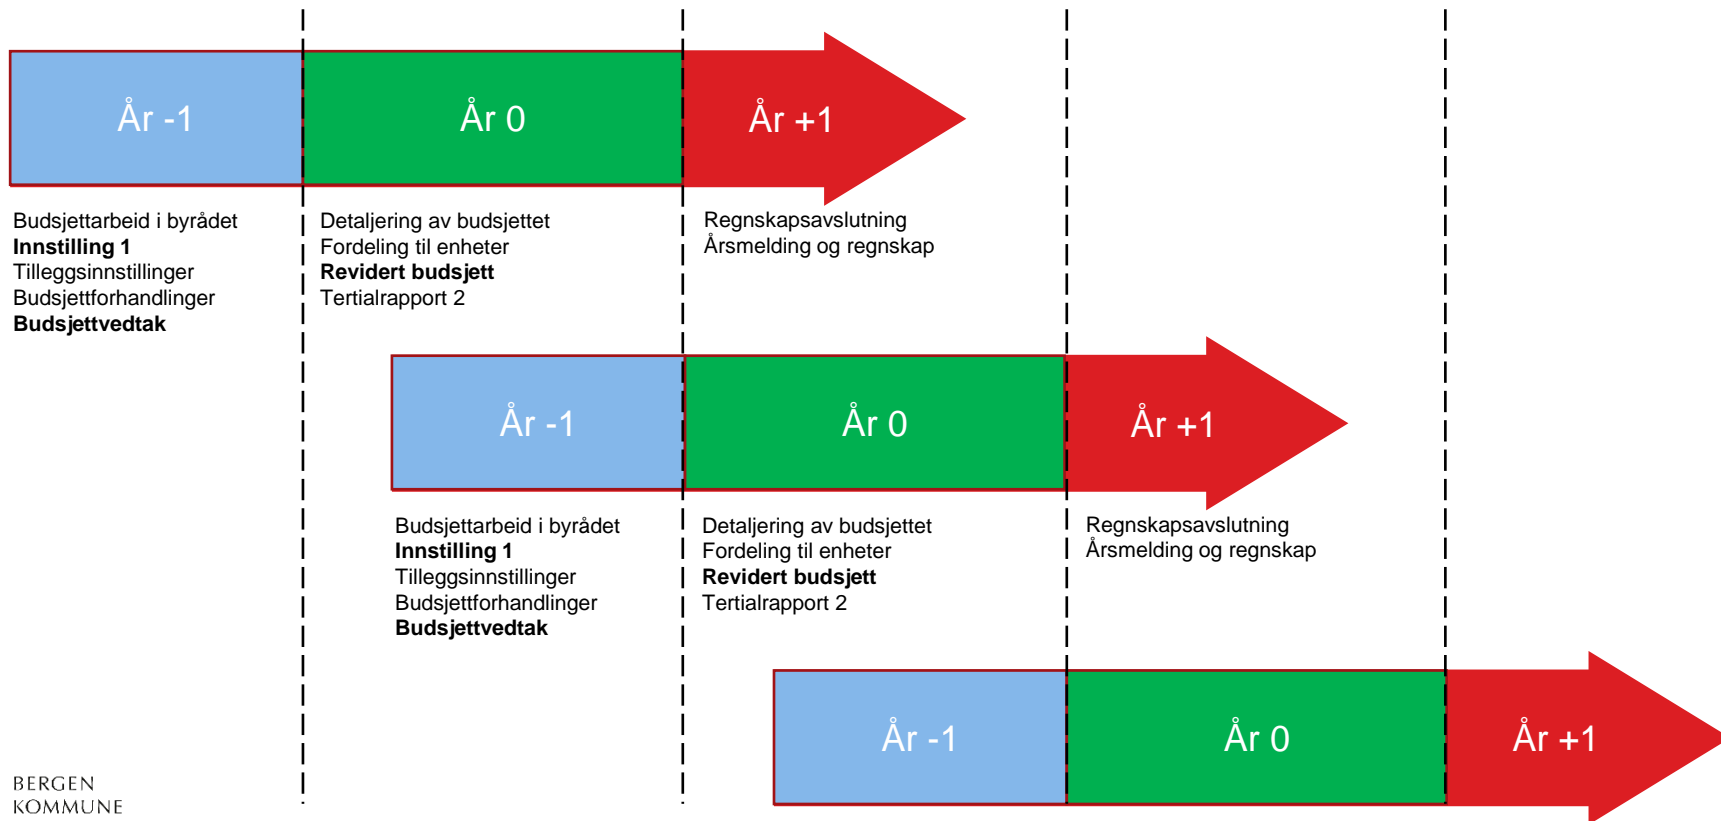 År -1
År 0
År +1
Budsjettarbeid i byrådet
Innstilling 1
Tilleggsinnstillinger
Budsjettforhandlinger
Budsjettvedtak
Detaljering av budsjettet
Fordeling til enheter
Revidert budsjett
Tertialrapport 2
Regnskapsavslutning
Årsmelding og regnskap
År -1
År 0
År +1
Budsjettarbeid i byrådet
Innstilling 1
Tilleggsinnstillinger
Budsjettforhandlinger
Budsjettvedtak
Detaljering av budsjettet
Fordeling til enheter
Revidert budsjett
Tertialrapport 2
Regnskapsavslutning
Årsmelding og regnskap
År -1
År 0
År +1
BERGEN
KOMMUNE